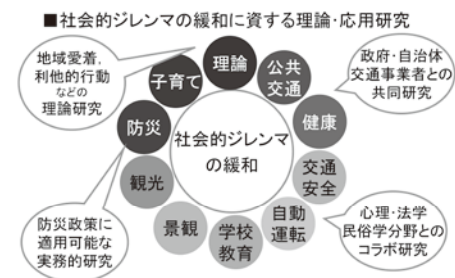 ■社会的ジレンマの緩和に資する理論・応用研究
地域愛着,
利他的行動
などの
理論研究
子育て
理論
公共
交通
政府・自治体
交通事業者との
共同研究
防災
社会的ジレンマ
の緩和
健康
観光
交通
安全
防災政策に
適用可能な
実務的研究
景観
学校
教育
自動
運転
心理・法学
民俗学分野との
コラボ研究